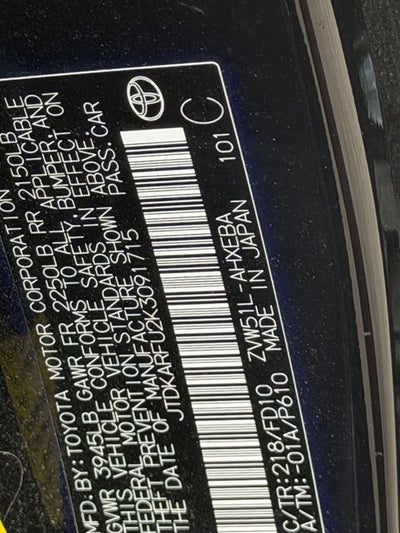 MFD. BY: TOYOTA MOTOR CORPORATION
GVWR 3945LB GAWR FR 2250LB RR 2150LB
THIS VEHICLE CONFORMS TO ALL APPLICABLE
FEDERAL MOTOR VEHICLE SAFETY, BUMPER, AND
THEFT PREVENTION STANDARDS IN EFFECT ON
THE DATE OF MANUFACTURE SHOWN ABOVE.
JTDKARFU2K3091715 PASS. CAR
C/TR: 218/FD10 ZVW51L-AHXEBA
A/TM: -01A/P610 MADE IN JAPAN 101
C